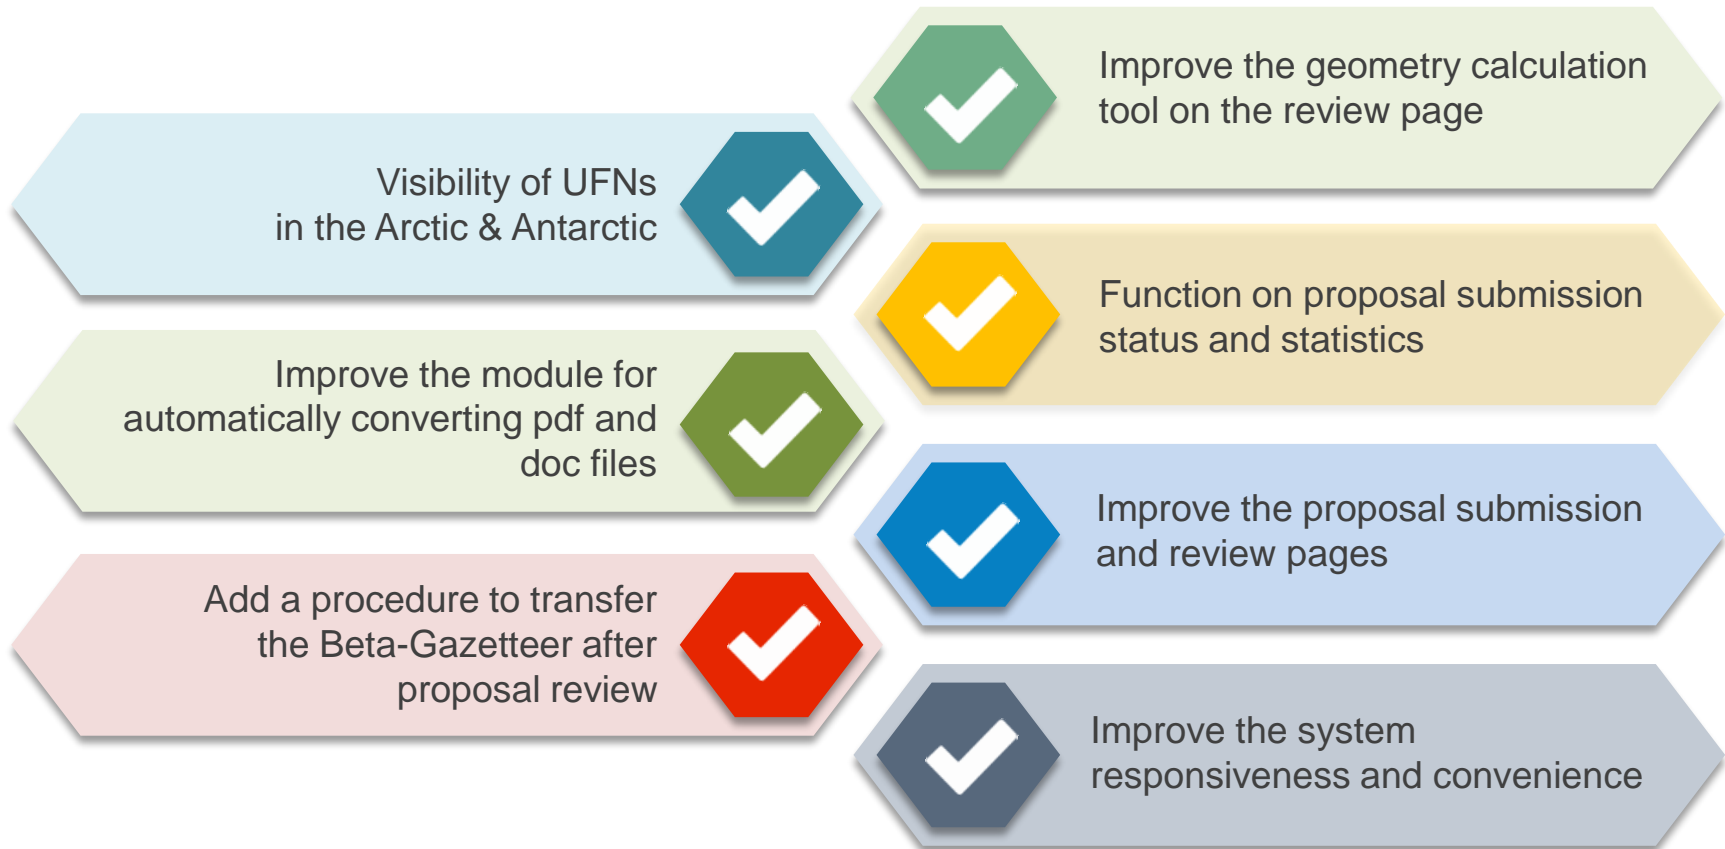 Visibility of UFNs
in the Arctic & Antarctic
Improve the module for
automatically converting pdf and
doc files
Add a procedure to transfer
the Beta-Gazetteer after
proposal review
Improve the geometry calculation
tool on the review page
Function on proposal submission
status and statistics
Improve the proposal submission
and review pages
Improve the system
responsiveness and convenience